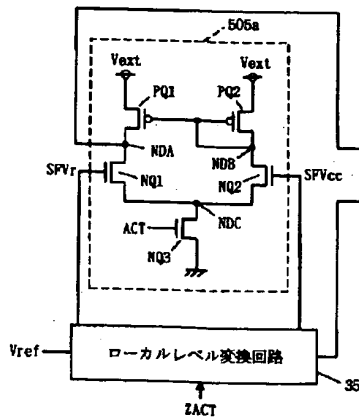 505a
Vext
Vext
PQ1
PQ2
NDA
NDB
SFVr
NQ1
NQ2
SFVcc
NDC
ACT
NQ3
Vref
ローカルレベル変換回路
35
ZACT